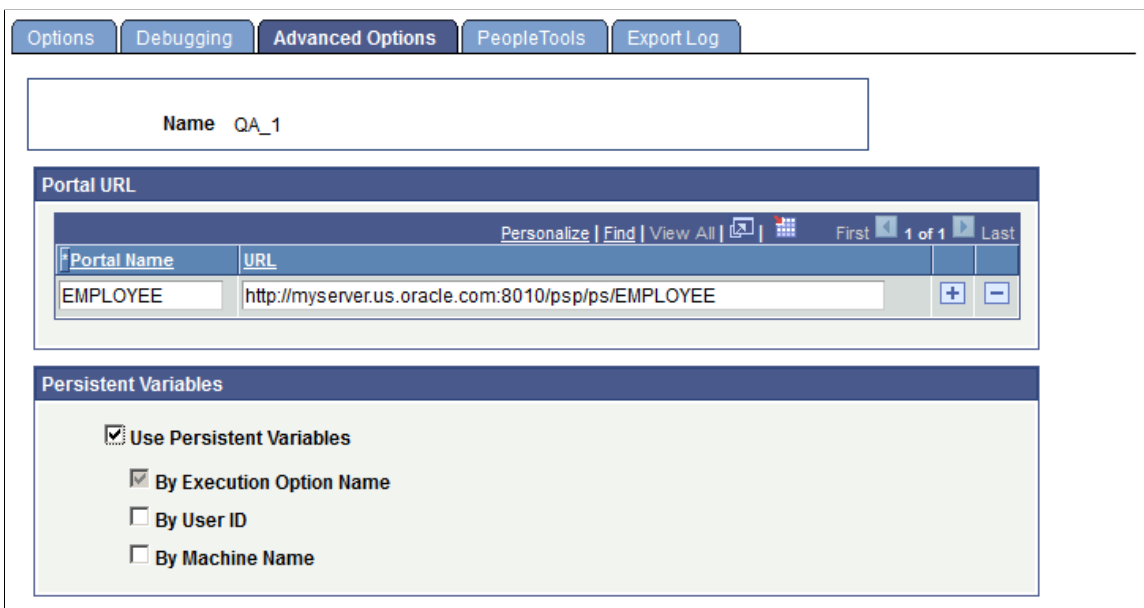 Options Debugging Advanced Options PeopleTools Export Log
Name QA_1
Portal URL
Personalize | Find | View All | | First 1 of 1 Last
*Portal Name URL
EMPLOYEE http://myserver.us.oracle.com:8010/psp/ps/EMPLOYEE
Persistent Variables
Use Persistent Variables
By Execution Option Name
By User ID
By Machine Name